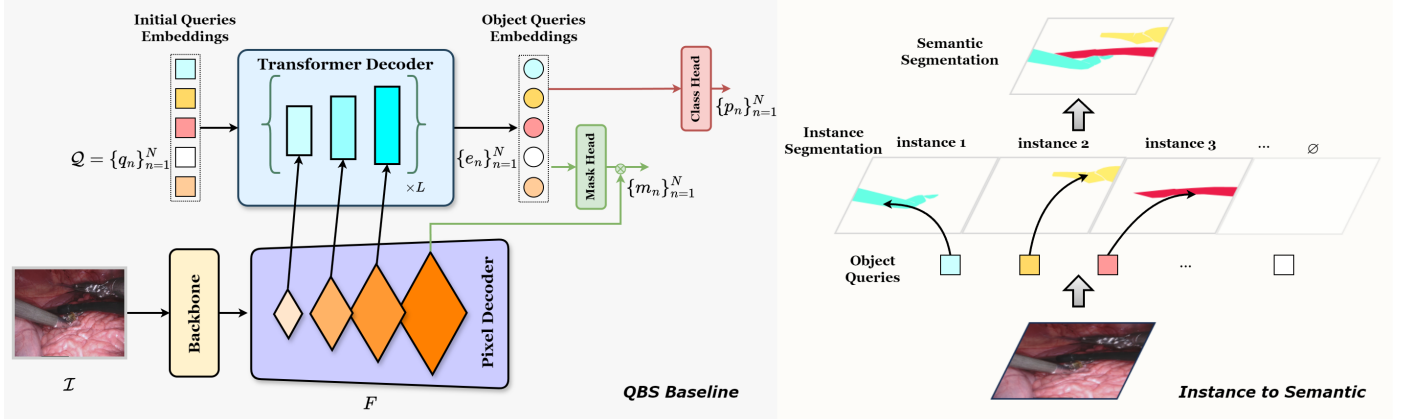 Initial Queries
Embeddings
Transformer Decoder
×L
Object Queries
Embeddings
Class Head
{p_n}_{n=1}^N
Q = {q_n}_{n=1}^N
{e_n}_{n=1}^N
Mask Head
⊗
{m_n}_{n=1}^N
Backbone
Pixel Decoder
I
F
QBS Baseline
Semantic
Segmentation
Instance
Segmentation
instance 1
instance 2
instance 3
...
∅
Object
Queries
...
Instance to Semantic